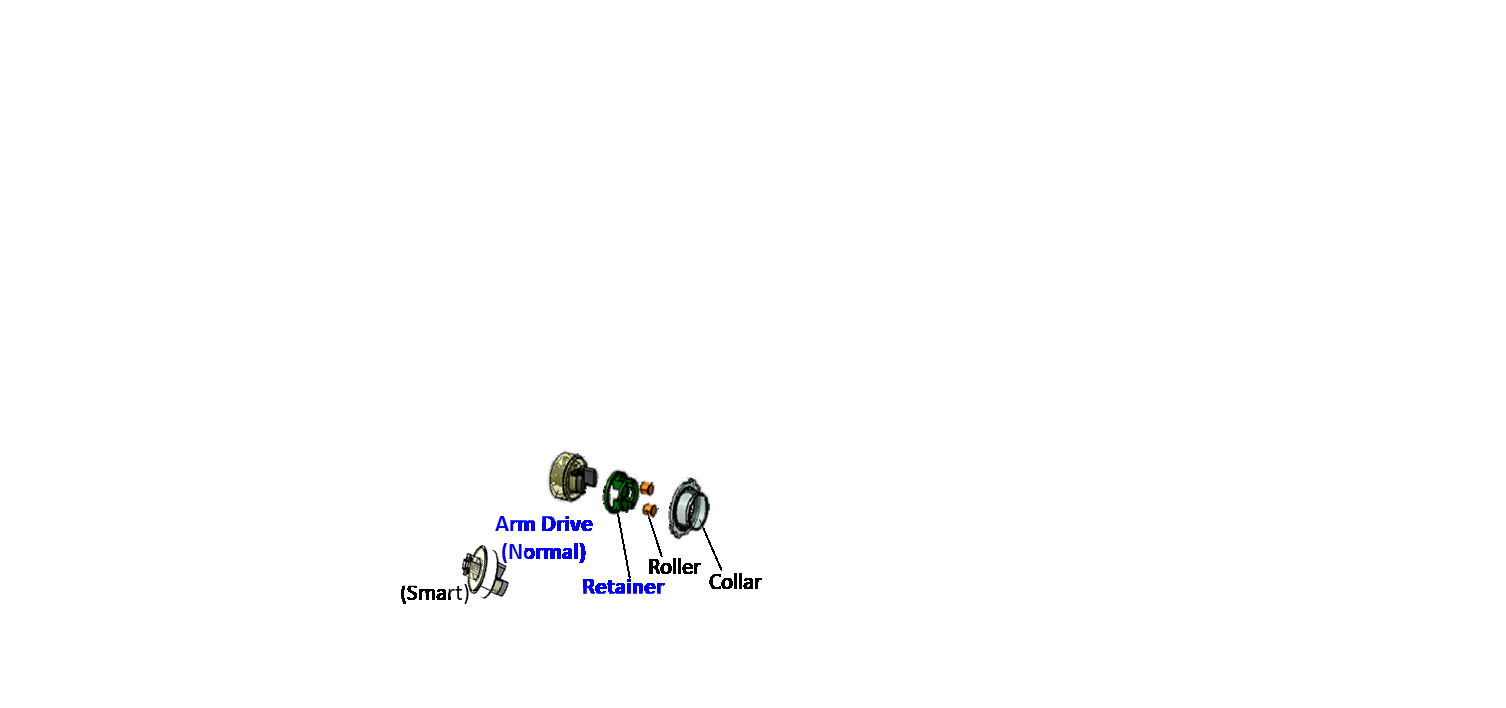 Arm Drive
(Normal)
Roller
Collar
Retainer
(Smart)